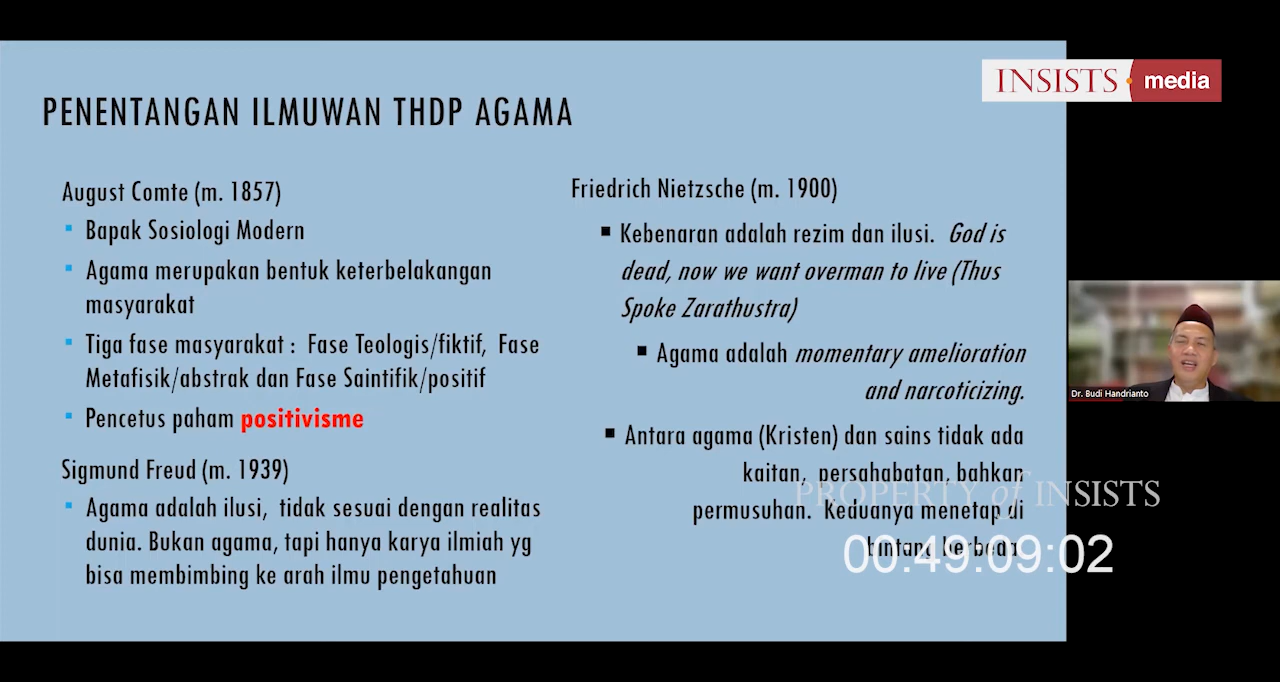 INSISTS media
PENENTANGAN ILMUWAN THDP AGAMA
August Comte (m. 1857)
Bapak Sosiologi Modern
Agama merupakan bentuk keterbelakangan
masyarakat
Tiga fase masyarakat : Fase Teologis/fiktif, Fase
Metafisik/abstrak dan Fase Saintifik/positif
Pencetus paham positivisme
Sigmund Freud (m. 1939)
Agama adalah ilusi, tidak sesuai dengan realitas
dunia. Bukan agama, tapi hanya karya ilmiah yg
bisa membimbing ke arah ilmu pengetahuan
Friedrich Nietzsche (m. 1900)
Kebenaran adalah rezim dan ilusi. God is
dead, now we want overman to live (Thus
Spoke Zarathustra)
Agama adalah momentary amelioration
and narcoticizing.
Antara agama (Kristen) dan sains tidak ada
kaitan, persahabatan, bahkan
permusuhan. Keduanya menetap di
bintang berbeda
PROPERTY of INSISTS
00:49:09:02
Dr. Budi Handrianto